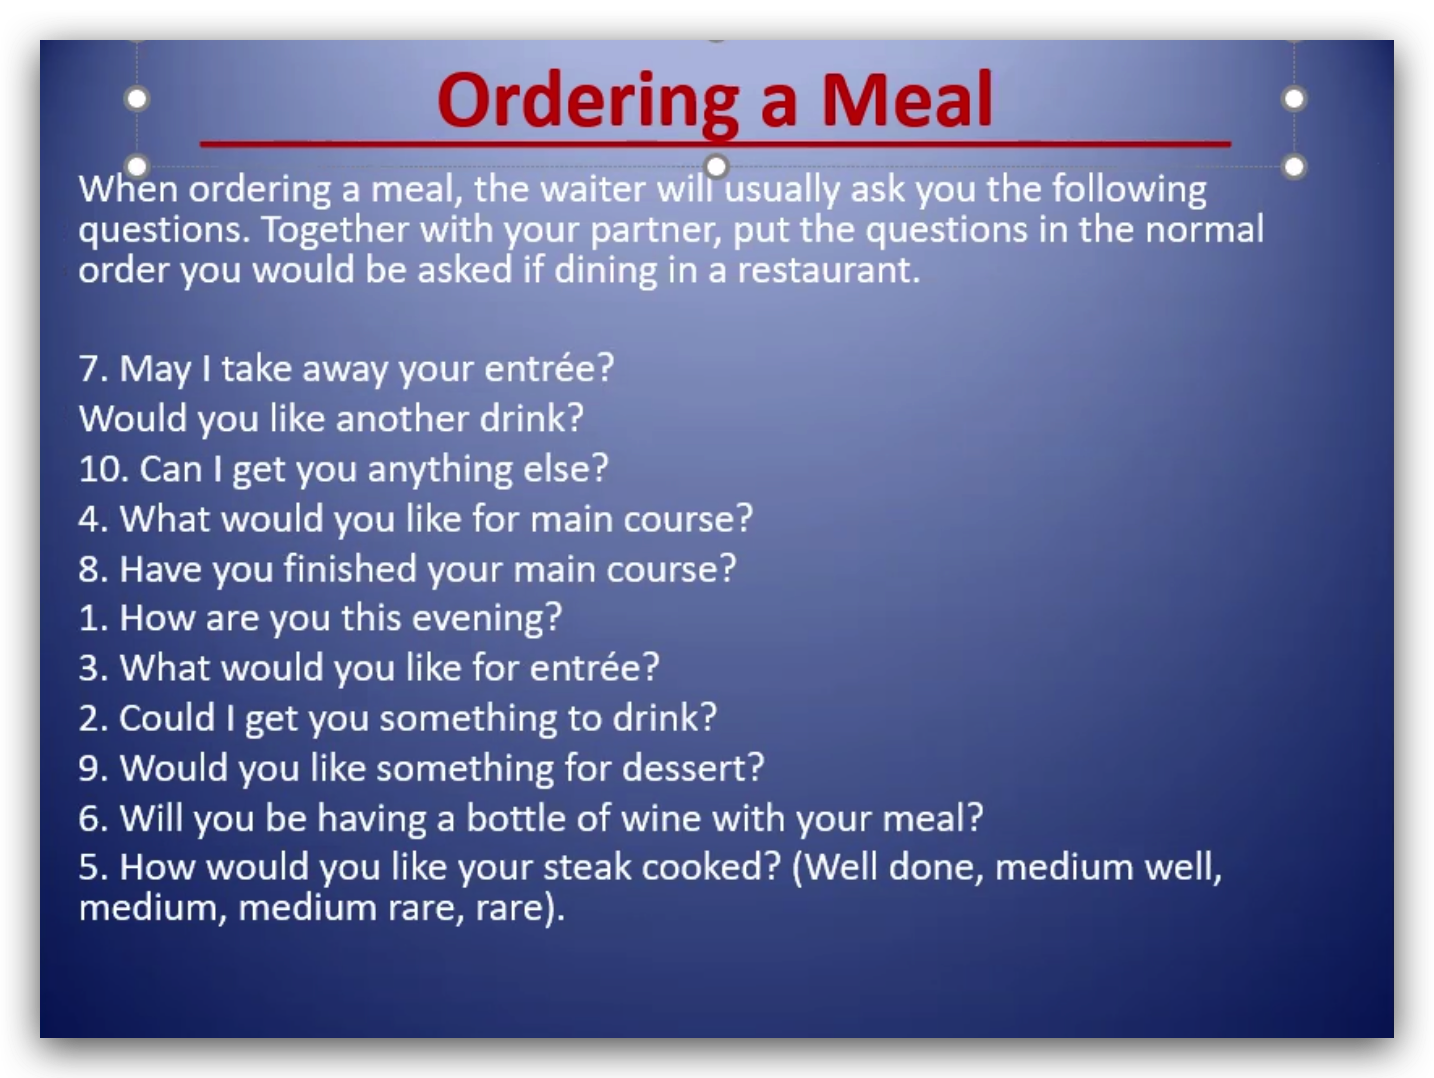 Ordering a Meal
When ordering a meal, the waiter will usually ask you the following
questions. Together with your partner, put the questions in the normal
order you would be asked if dining in a restaurant.
7. May I take away your entrée?
Would you like another drink?
10. Can I get you anything else?
4. What would you like for main course?
8. Have you finished your main course?
1. How are you this evening?
3. What would you like for entrée?
2. Could I get you something to drink?
9. Would you like something for dessert?
6. Will you be having a bottle of wine with your meal?
5. How would you like your steak cooked? (Well done, medium well,
medium, medium rare, rare).